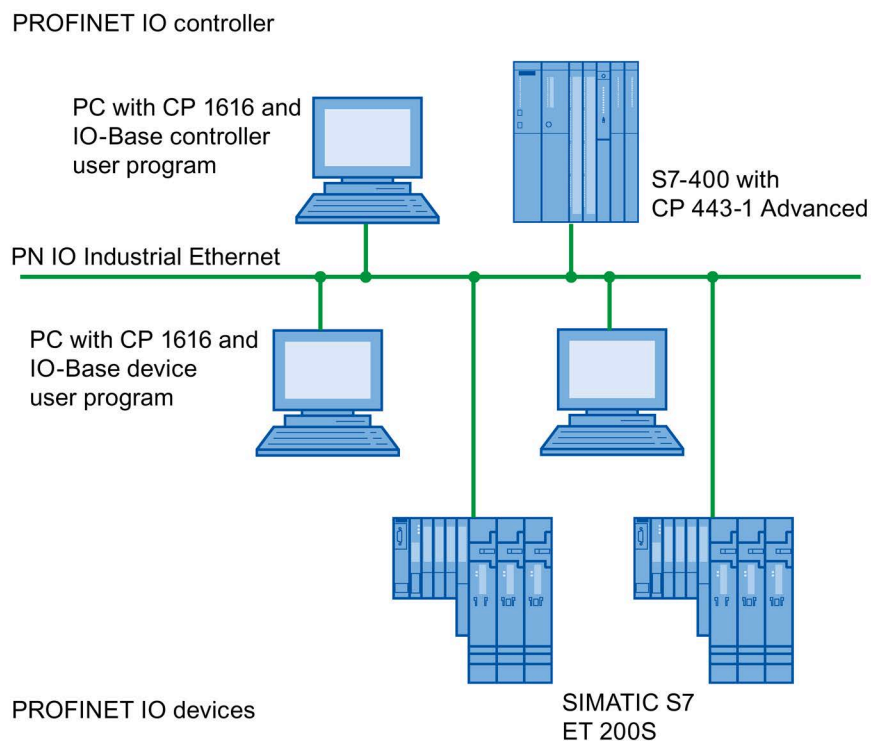 PROFINET IO controller
PC with CP 1616 and
IO-Base controller
user program
S7-400 with
CP 443-1 Advanced
PN IO Industrial Ethernet
PC with CP 1616 and
IO-Base device
user program
SIMATIC S7
ET 200S
PROFINET IO devices